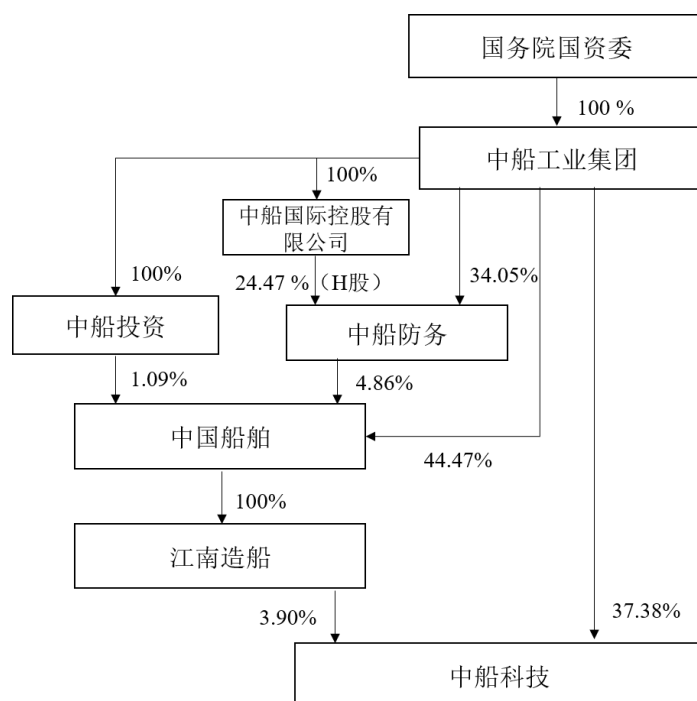 国务院国资委
100 %
中船工业集团
100%
中船国际控股有
限公司
100%
24.47 %（H股）
34.05%
中船投资
中船防务
1.09%
4.86%
中国船舶
44.47%
100%
江南造船
3.90%
37.38%
中船科技